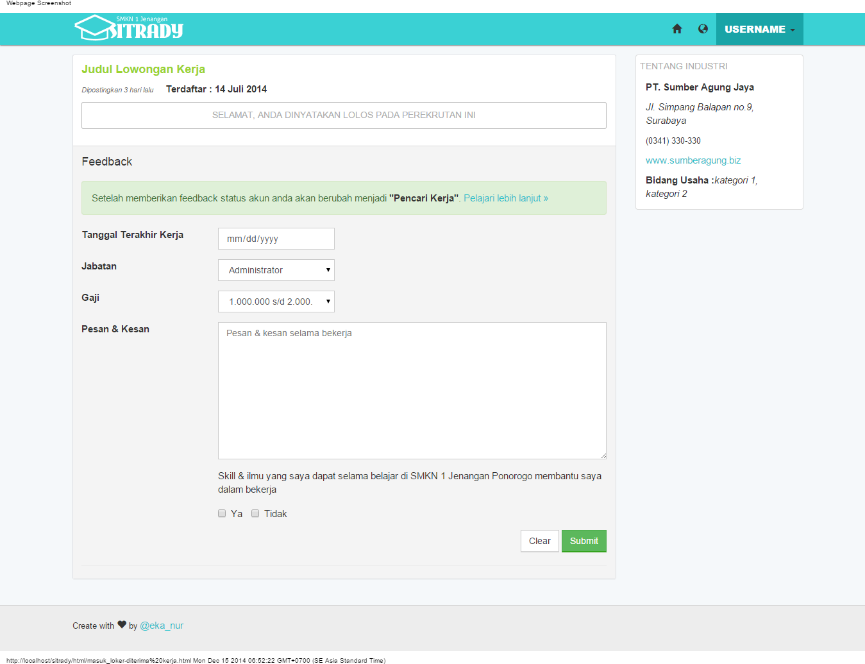 Webpage Screenshot
SMKN 1 Jenangan
SITRADY
USERNAME
Judul Lowongan Kerja
Dipostingkan 3 hari lalu Terdaftar : 14 Juli 2014
SELAMAT, ANDA DINYATAKAN LOLOS PADA PEREKRUTAN INI
Feedback
Setelah memberikan feedback status akun anda akan berubah menjadi "Pencari Kerja". Pelajari lebih lanjut »
Tanggal Terakhir Kerja
mm/dd/yyyy
Jabatan
Administrator
Gaji
1.000.000 s/d 2.000.
Pesan & Kesan
Pesan & kesan selama bekerja
Skill & ilmu yang saya dapat selama belajar di SMKN 1 Jenangan Ponorogo membantu saya
dalam bekerja
Ya Tidak
Clear Submit
TENTANG INDUSTRI
PT. Sumber Agung Jaya
Jl. Simpang Balapan no.9,
Surabaya
(0341) 330-330
www.sumberagung.biz
Bidang Usaha :kategori 1,
kategori 2
Create with ♥ by @eka_nur
http://localhost/sitrady/html/masuk_loker-diterima%20kerja.html Mon Dec 15 2014 06:52:22 GMT+0700 (SE Asia Standard Time)